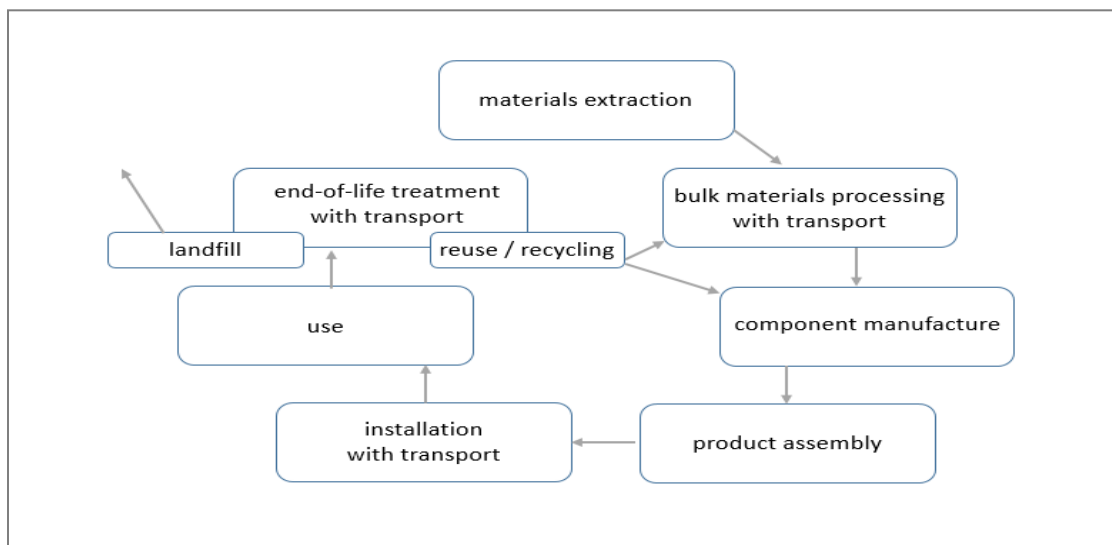 materials extraction
bulk materials processing
with transport
end-of-life treatment
with transport
landfill
reuse / recycling
use
component manufacture
installation
with transport
product assembly